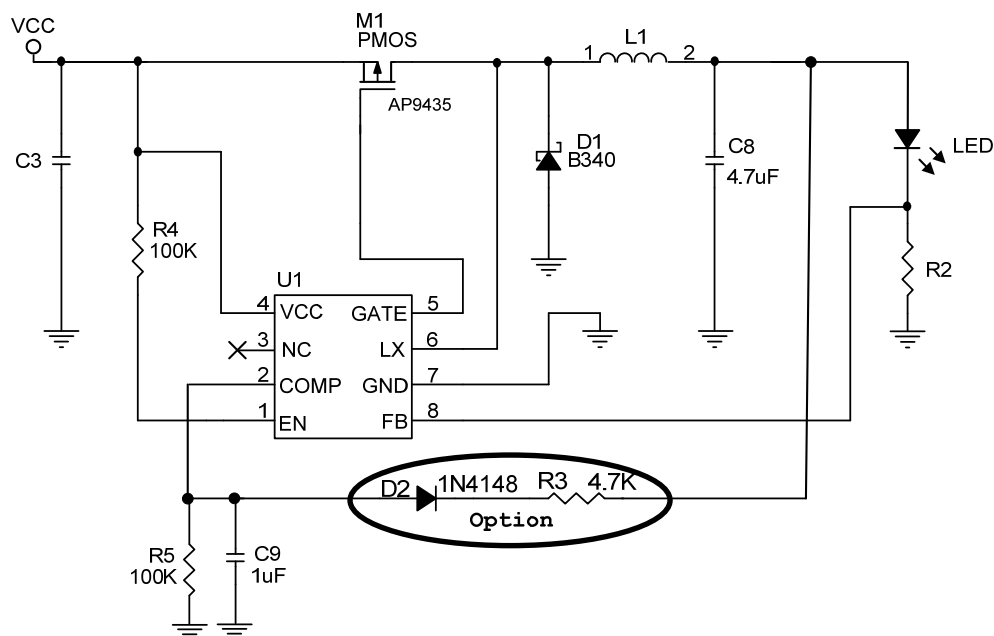 VCC
M1
PMOS
AP9435
1
L1
2
C3
D1
B340
C8
4.7uF
LED
R4
100K
R2
U1
4
VCC
GATE
5
3
NC
LX
6
2
COMP
GND
7
1
EN
FB
8
D2
1N4148
R3
4.7K
Option
R5
100K
C9
1uF